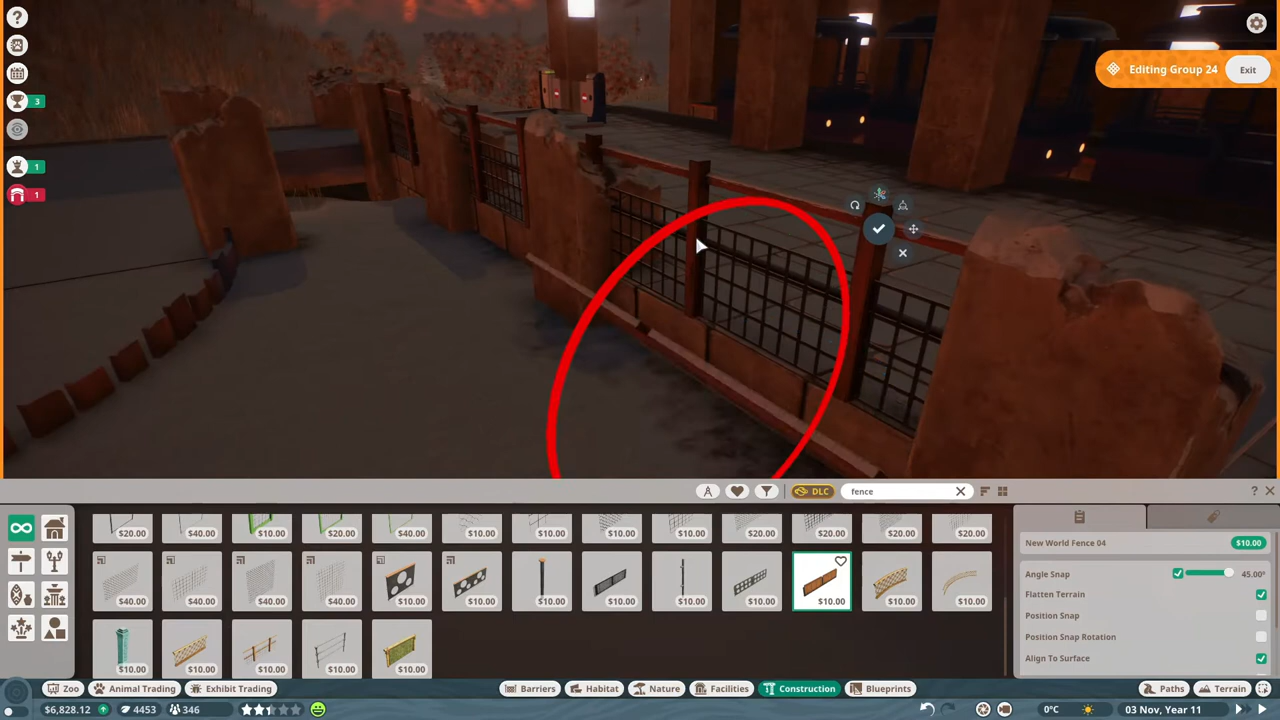 ?
3
1
1
Editing Group 24
Exit
DLC
fence
?
$20.00 $40.00 $10.00 $20.00 $40.00 $10.00 $10.00 $10.00 $10.00 $20.00 $20.00 $20.00 $20.00
$40.00 $40.00 $40.00 $40.00 $10.00 $10.00 $10.00 $10.00 $10.00 $10.00 $10.00 $10.00 $10.00
$10.00 $10.00 $10.00 $10.00 $10.00
New World Fence 04 $10.00
Angle Snap 45.00°
Flatten Terrain
Position Snap
Position Snap Rotation
Align To Surface
Zoo Animal Trading Exhibit Trading Barriers Habitat Nature Facilities Construction Blueprints Paths Terrain
$6,828.12 4453 346 0°C 03 Nov, Year 11